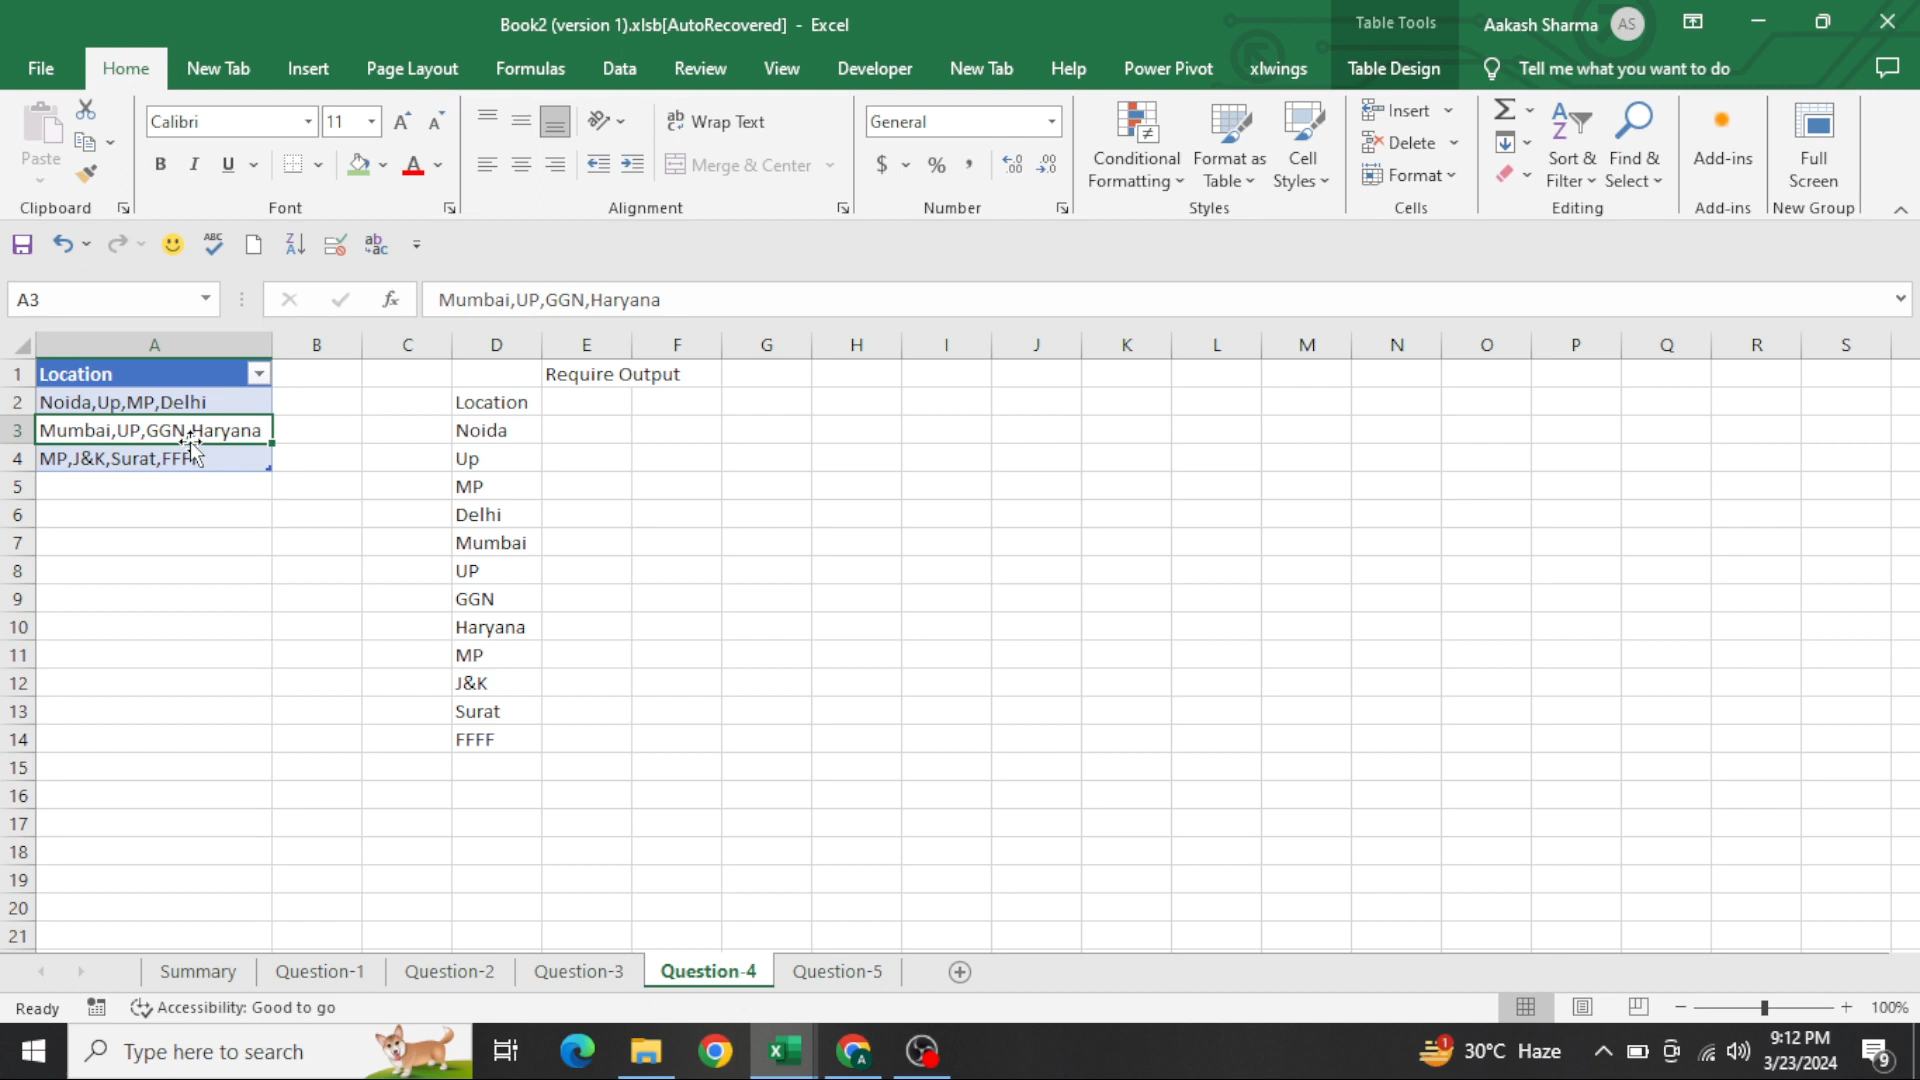 Book2 (version 1).xlsb[AutoRecovered] - Excel
Table Tools
Aakash Sharma AS
File Home New Tab Insert Page Layout Formulas Data Review View Developer New Tab Help Power Pivot xlwings Table Design Tell me what you want to do
Paste
Clipboard
Calibri 11
B I U A
Font
ab Wrap Text
Merge & Center
Alignment
General
$ % ,
Number
Conditional Formatting
Format as Table
Cell Styles
Styles
Insert
Delete
Format
Cells
Sort & Filter
Find & Select
Editing
Add-ins
Add-ins
Full Screen
New Group
A3 fx Mumbai,UP,GGN,Haryana
A B C D E F G H I J K L M N O P Q R S
1 Location Require Output
2 Noida,Up,MP,Delhi Location
3 Mumbai,UP,GGN,Haryana Noida
4 MP,J&K,Surat,FFFF Up
5 MP
6 Delhi
7 Mumbai
8 UP
9 GGN
10 Haryana
11 MP
12 J&K
13 Surat
14 FFFF
15
16
17
18
19
20
21
Summary Question-1 Question-2 Question-3 Question-4 Question-5
Ready Accessibility: Good to go 100%
Type here to search
30°C Haze
9:12 PM
3/23/2024
9